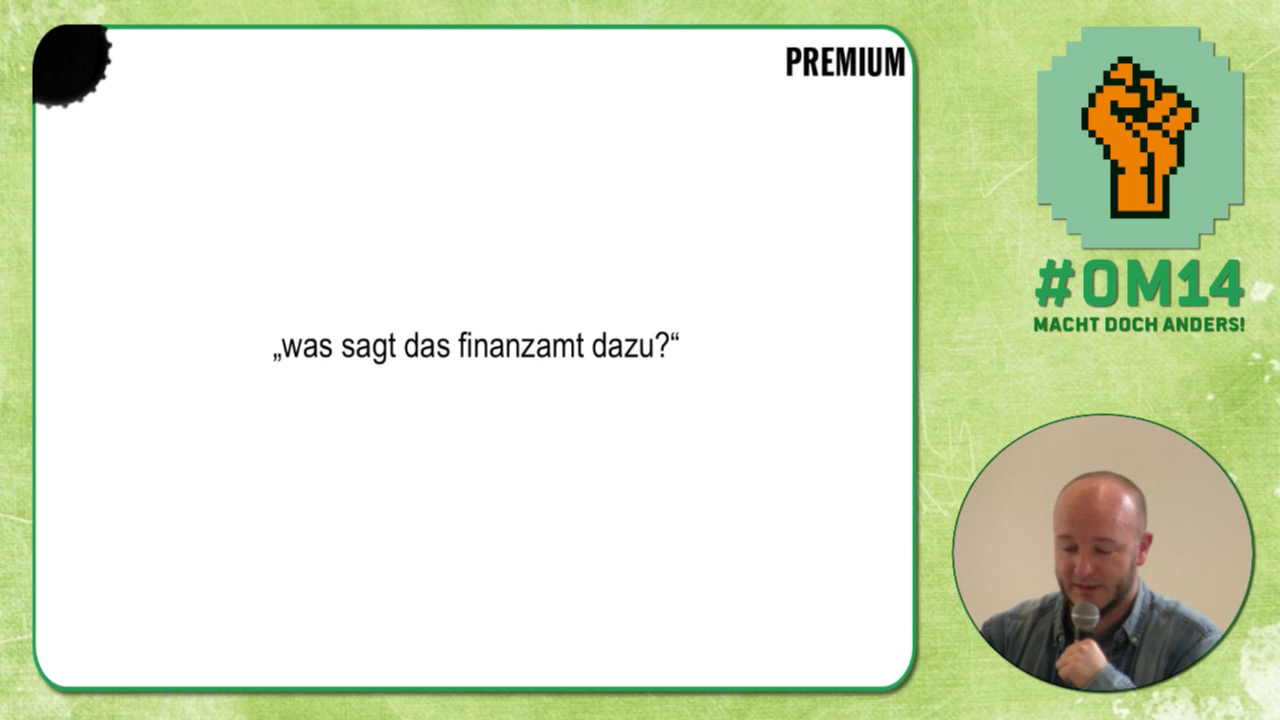 PREMIUM
„was sagt das finanzamt dazu?“
#OM14
MACHT DOCH ANDERS!